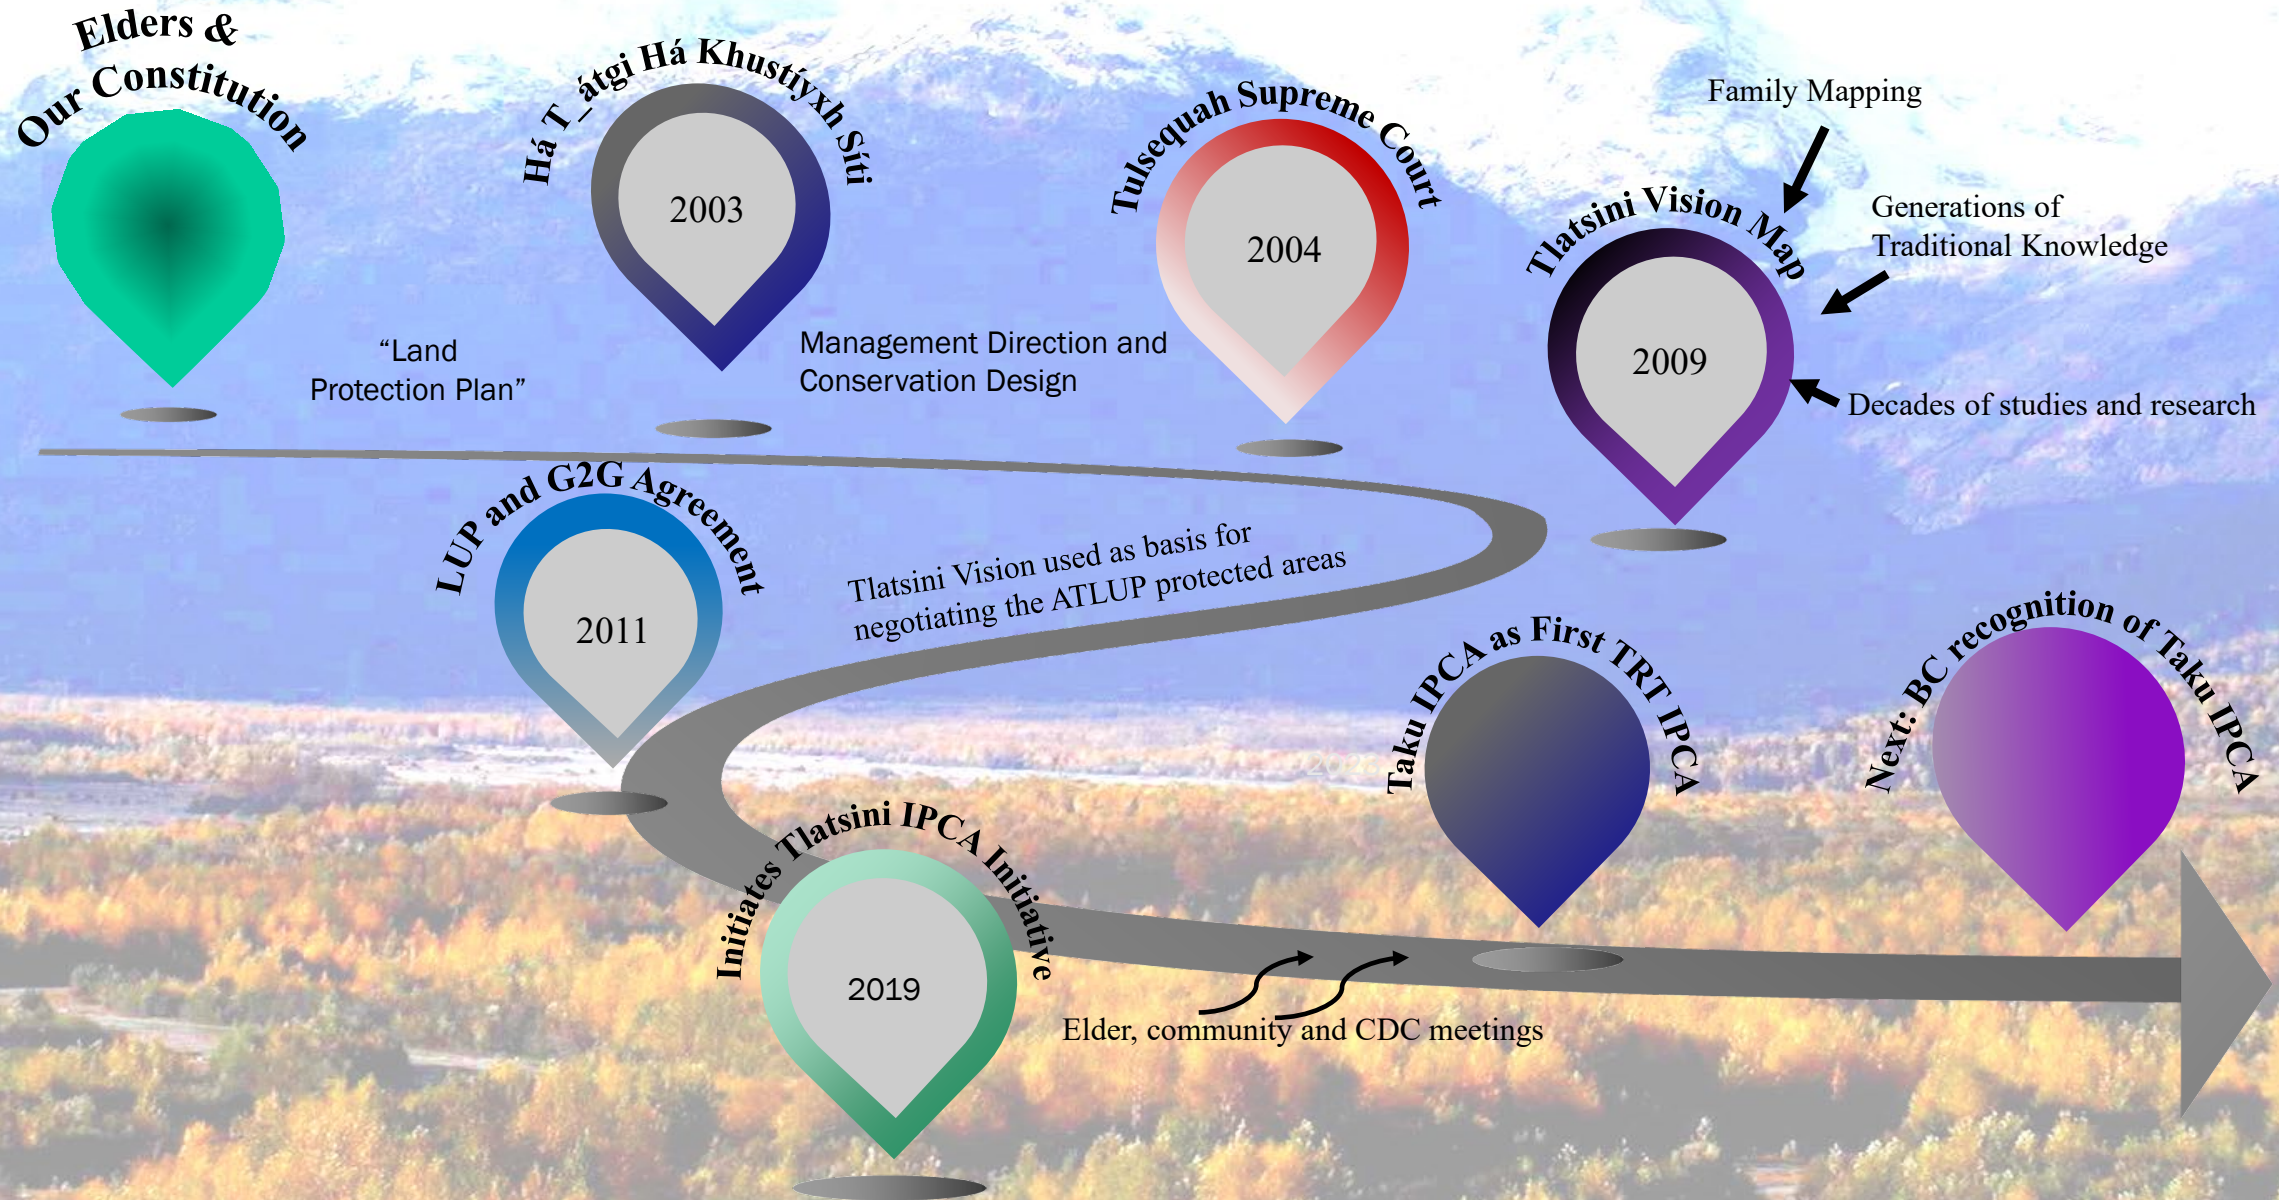 Elders &
Our Constitution
“Land
Protection Plan”
Há T_átgi Há Khustíyxh Síti
2003
Management Direction and
Conservation Design
Tulsequah Supreme Court
2004
Tlatsini Vision Map
2009
Family Mapping
Generations of
Traditional Knowledge
Decades of studies and research
LUP and G2G Agreement
2011
Tlatsini Vision used as basis for
negotiating the ATLUP protected areas
Initiates Tlatsini IPCA Initiative
2019
Elder, community and CDC meetings
Taku IPCA as First TRT IPCA
Next: BC recognition of Taku IPCA